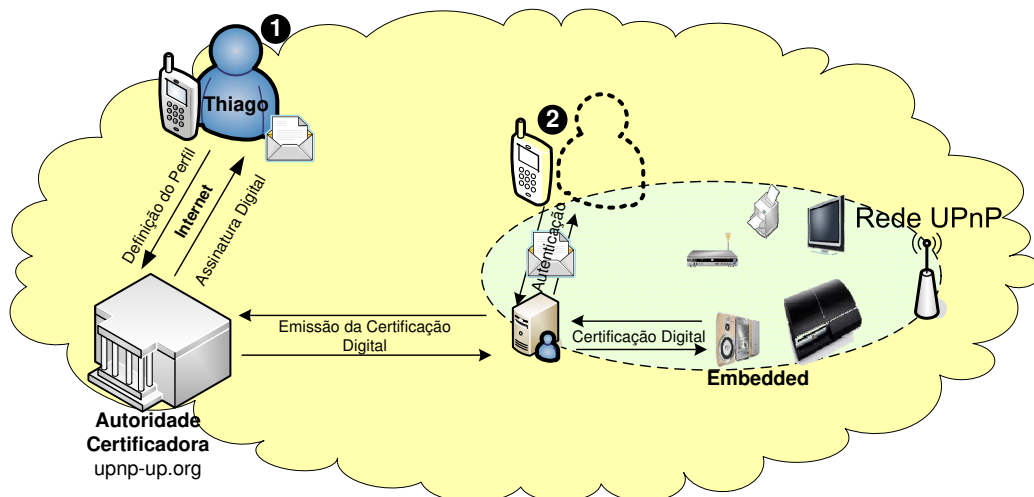 1
Thiago
Definição do Perfil
Internet
Assinatura Digital
2
Autenticação
Rede UPnP
Emissão da Certificação
Digital
Certificação Digital
Embedded
Autoridade
Certificadora
upnp-up.org